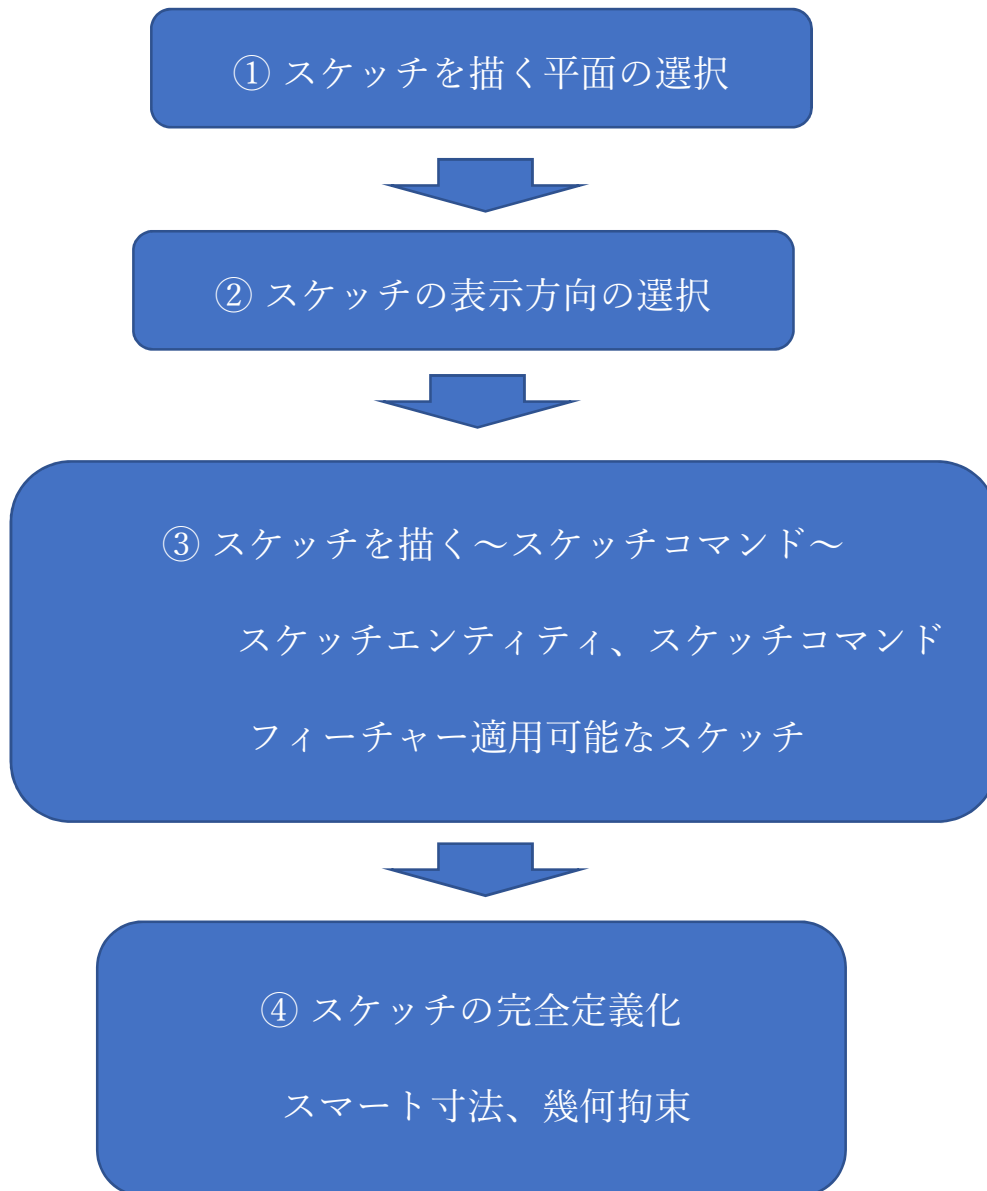 ① スケッチを描く平面の選択
② スケッチの表示方向の選択
③ スケッチを描く～スケッチコマンド～
スケッチエンティティ、スケッチコマンド
フィーチャー適用可能なスケッチ
④ スケッチの完全定義化
スマート寸法、幾何拘束